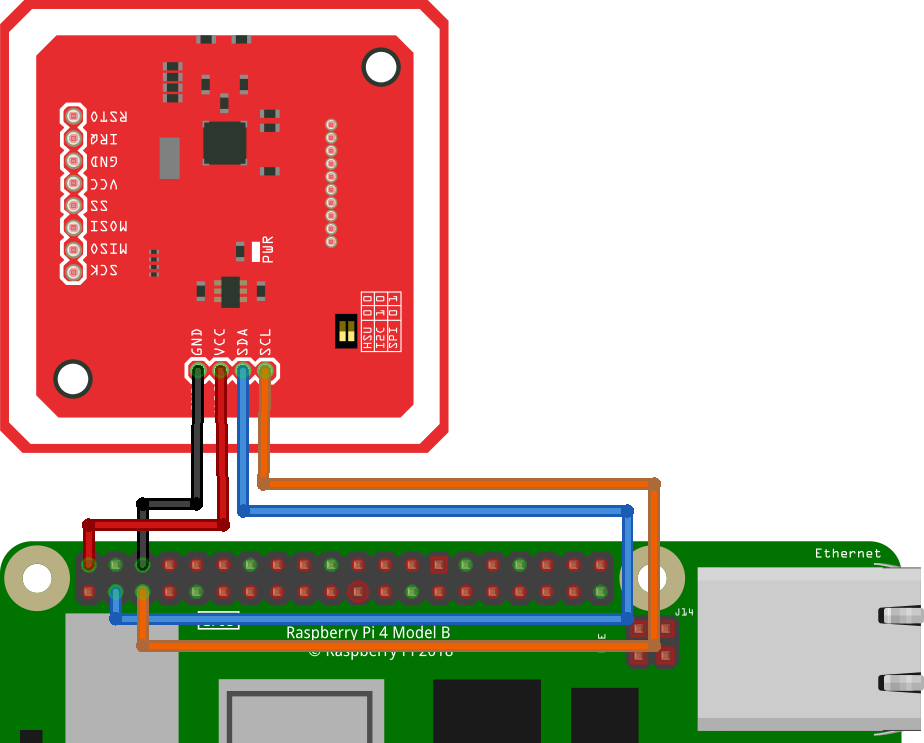 RSTO
IRQ
GND
VCC
SS
MOSI
MISO
SCK
PWR
HSU 0 0
I2C 1 0
SPI 0 1
GND
VCC
SDA
SCL
Ethernet
J14
Raspberry Pi 4 Model B
© Raspberry Pi 2018